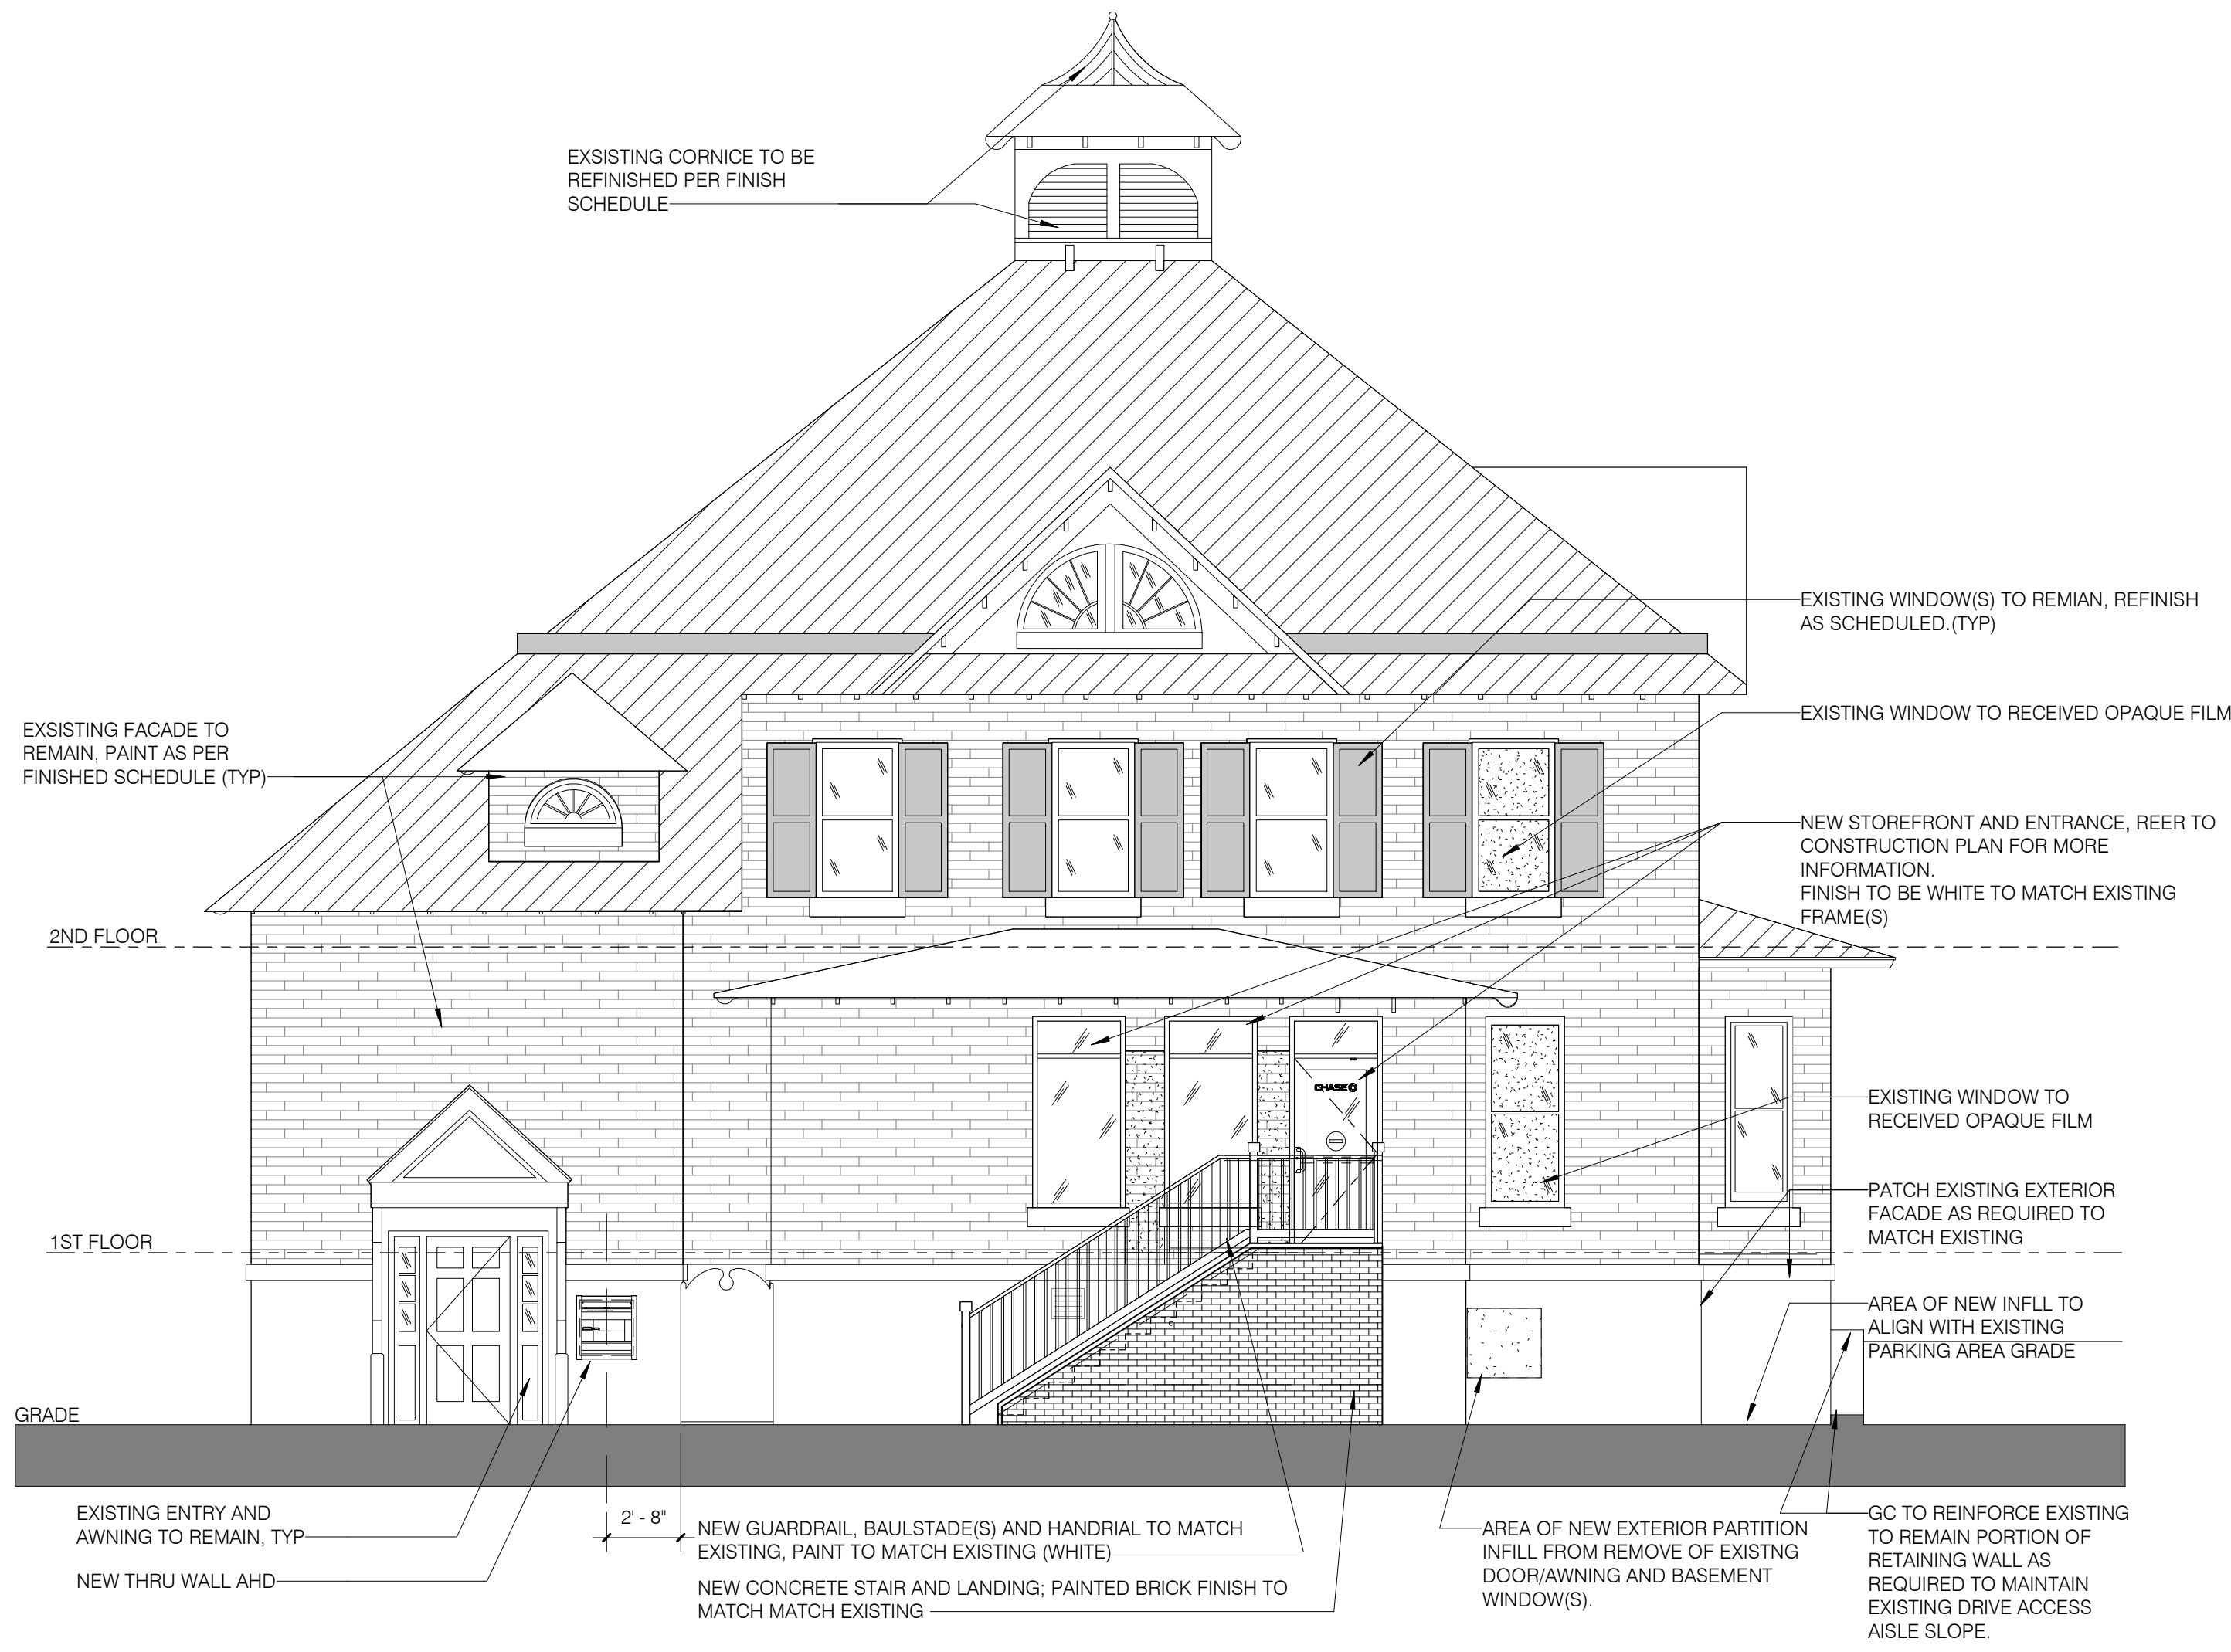 EXSISTING CORNICE TO BE
REFINISHED PER FINISH
SCHEDULE
EXISTING WINDOW(S) TO REMIAN, REFINISH
AS SCHEDULED.(TYP)
EXISTING WINDOW TO RECEIVED OPAQUE FILM
EXSISTING FACADE TO
REMAIN, PAINT AS PER
FINISHED SCHEDULE (TYP)
NEW STOREFRONT AND ENTRANCE, REER TO
CONSTRUCTION PLAN FOR MORE
INFORMATION.
FINISH TO BE WHITE TO MATCH EXISTING
FRAME(S)
2ND FLOOR
CHASE
EXISTING WINDOW TO
RECEIVED OPAQUE FILM
PATCH EXISTING EXTERIOR
FACADE AS REQUIRED TO
MATCH EXISTING
1ST FLOOR
AREA OF NEW INFLL TO
ALIGN WITH EXISTING
PARKING AREA GRADE
GRADE
EXISTING ENTRY AND
AWNING TO REMAIN, TYP
NEW THRU WALL AHD
2' - 8"
NEW GUARDRAIL, BAULSTADE(S) AND HANDRIAL TO MATCH
EXISTING, PAINT TO MATCH EXISTING (WHITE)
NEW CONCRETE STAIR AND LANDING; PAINTED BRICK FINISH TO
MATCH MATCH EXISTING
AREA OF NEW EXTERIOR PARTITION
INFILL FROM REMOVE OF EXISTNG
DOOR/AWNING AND BASEMENT
WINDOW(S).
GC TO REINFORCE EXISTING
TO REMAIN PORTION OF
RETAINING WALL AS
REQUIRED TO MAINTAIN
EXISTING DRIVE ACCESS
AISLE SLOPE.